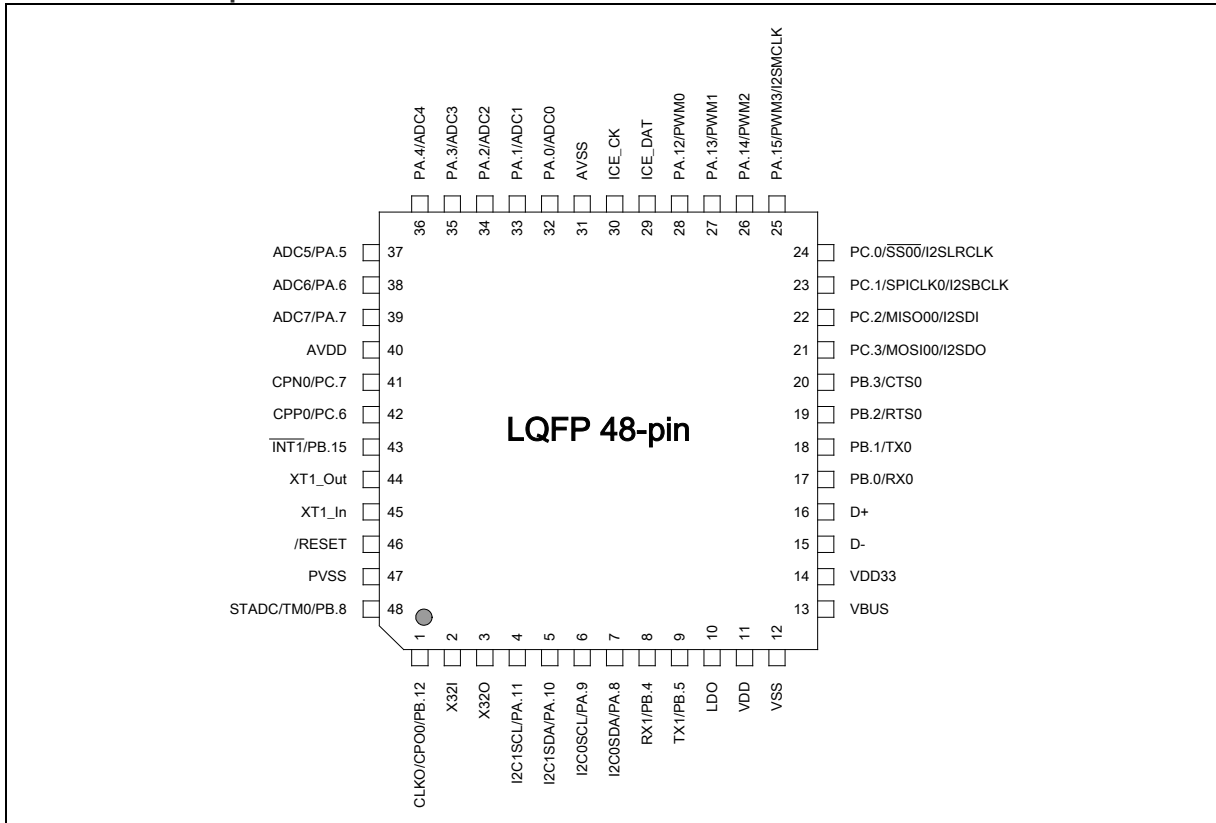 PA.4/ADC4
PA.3/ADC3
PA.2/ADC2
PA.1/ADC1
PA.0/ADC0
AVSS
ICE_CK
ICE_DAT
PA.12/PWM0
PA.13/PWM1
PA.14/PWM2
PA.15/PWM3/I2SMCLK
36
35
34
33
32
31
30
29
28
27
26
25
ADC5/PA.5 37
ADC6/PA.6 38
ADC7/PA.7 39
AVDD 40
CPN0/PC.7 41
CPP0/PC.6 42
INT1/PB.15 43
XT1_Out 44
XT1_In 45
/RESET 46
PVSS 47
STADC/TM0/PB.8 48
LQFP 48-pin
24 PC.0/SS00/I2SLRCLK
23 PC.1/SPICLK0/I2SBCLK
22 PC.2/MISO00/I2SDI
21 PC.3/MOSI00/I2SDO
20 PB.3/CTS0
19 PB.2/RTS0
18 PB.1/TX0
17 PB.0/RX0
16 D+
15 D-
14 VDD33
13 VBUS
1
2
3
4
5
6
7
8
9
10
11
12
CLKO/CPO0/PB.12
X32I
X32O
I2C1SCL/PA.11
I2C1SDA/PA.10
I2C0SCL/PA.9
I2C0SDA/PA.8
RX1/PB.4
TX1/PB.5
LDO
VDD
VSS